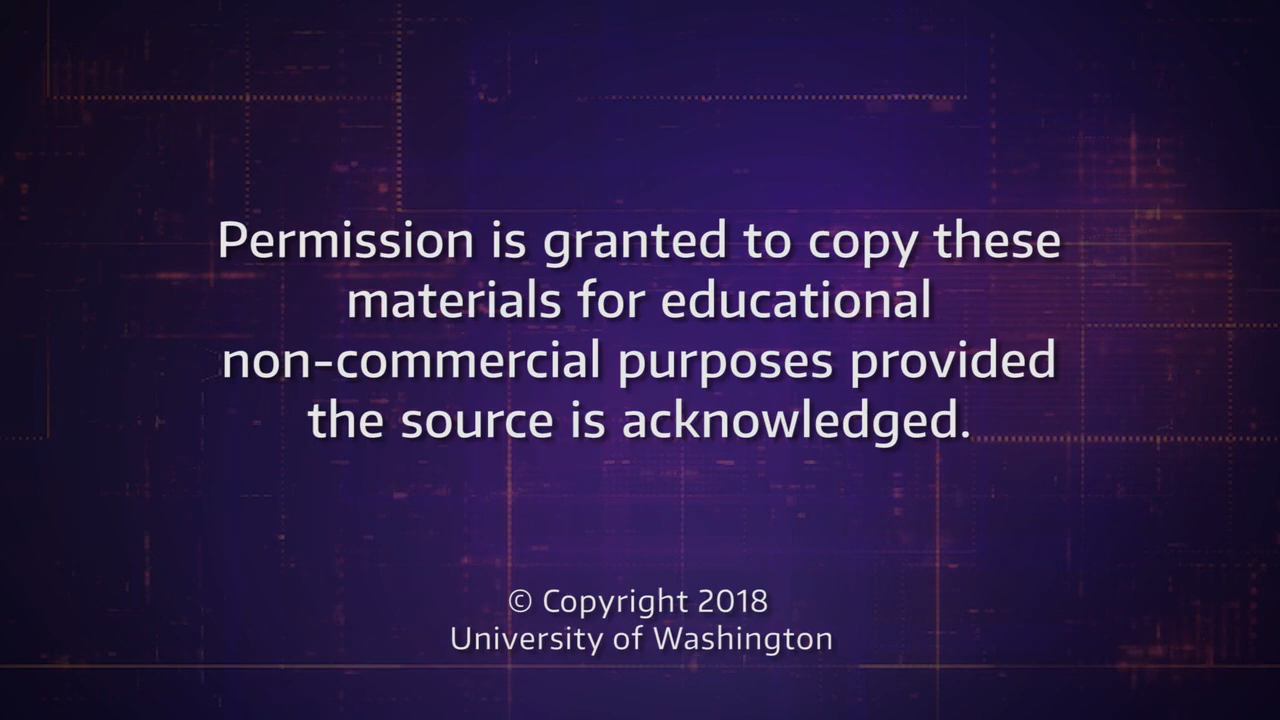 Permission is granted to copy these
materials for educational
non-commercial purposes provided
the source is acknowledged.
© Copyright 2018
University of Washington